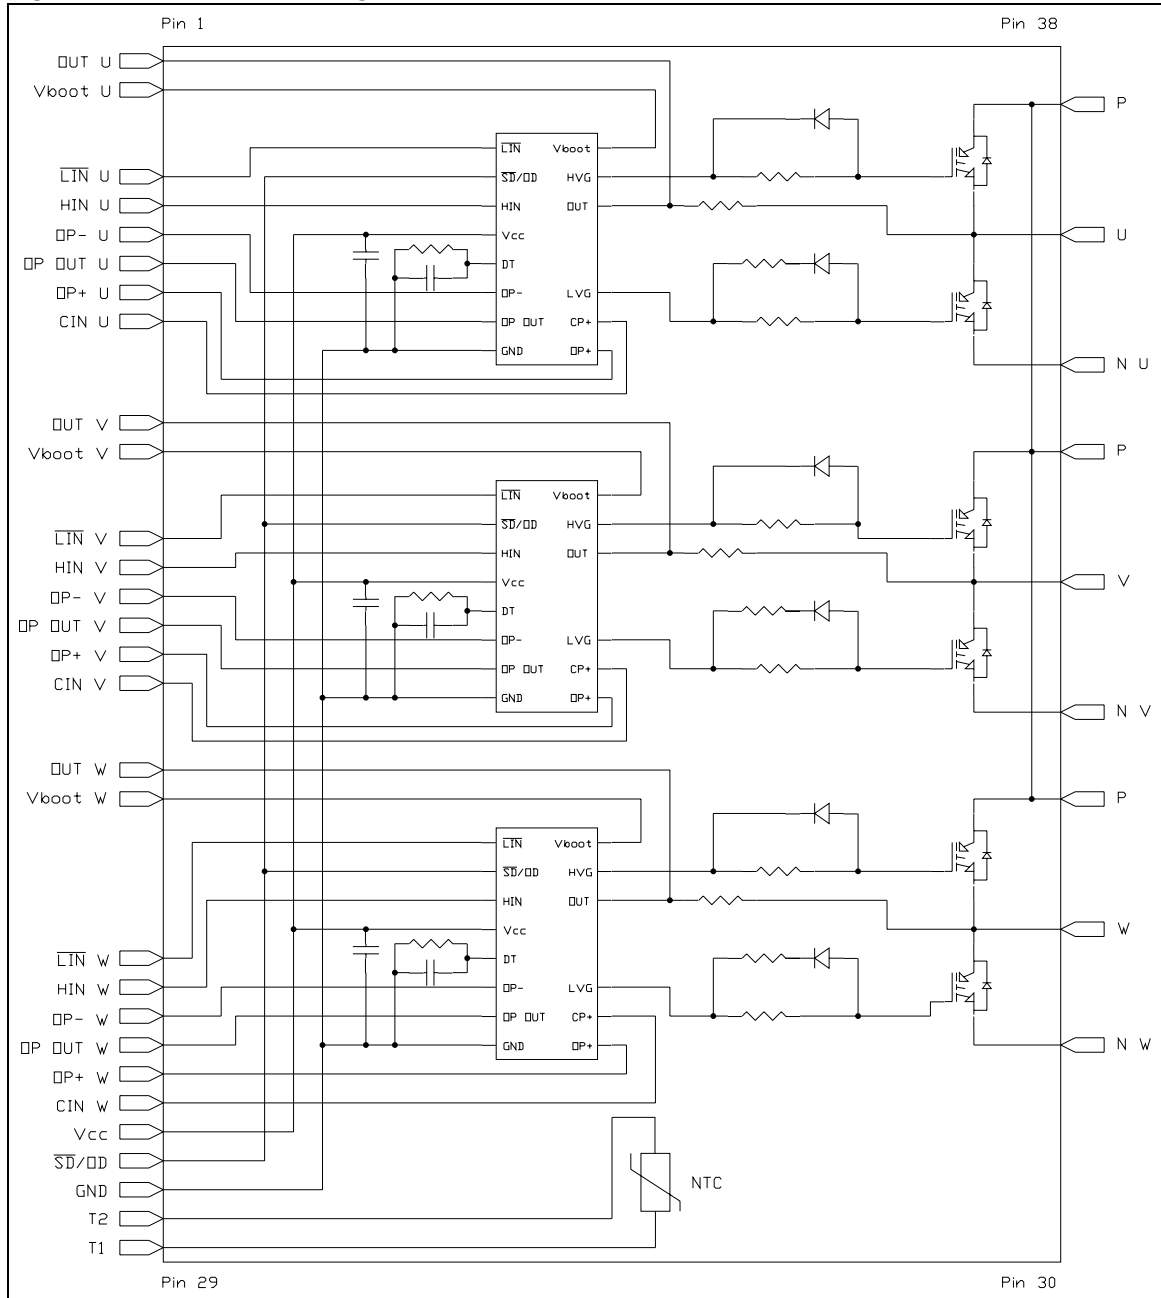 Pin 1
Pin 38
OUT U
Vboot U
LIN U
HIN U
OP- U
OP OUT U
OP+ U
CIN U
LIN
SD/OD
HIN
Vcc
DT
OP-
OP OUT
GND
Vboot
HVG
OUT
LVG
CP+
OP+
P
U
N U
OUT V
Vboot V
LIN V
HIN V
OP- V
OP OUT V
OP+ V
CIN V
LIN
SD/OD
HIN
Vcc
DT
OP-
OP OUT
GND
Vboot
HVG
OUT
LVG
CP+
OP+
P
V
N V
OUT W
Vboot W
LIN W
HIN W
OP- W
OP OUT W
OP+ W
CIN W
Vcc
SD/OD
GND
T2
T1
LIN
SD/OD
HIN
Vcc
DT
OP-
OP OUT
GND
Vboot
HVG
OUT
LVG
CP+
OP+
P
W
N W
NTC
Pin 29
Pin 30